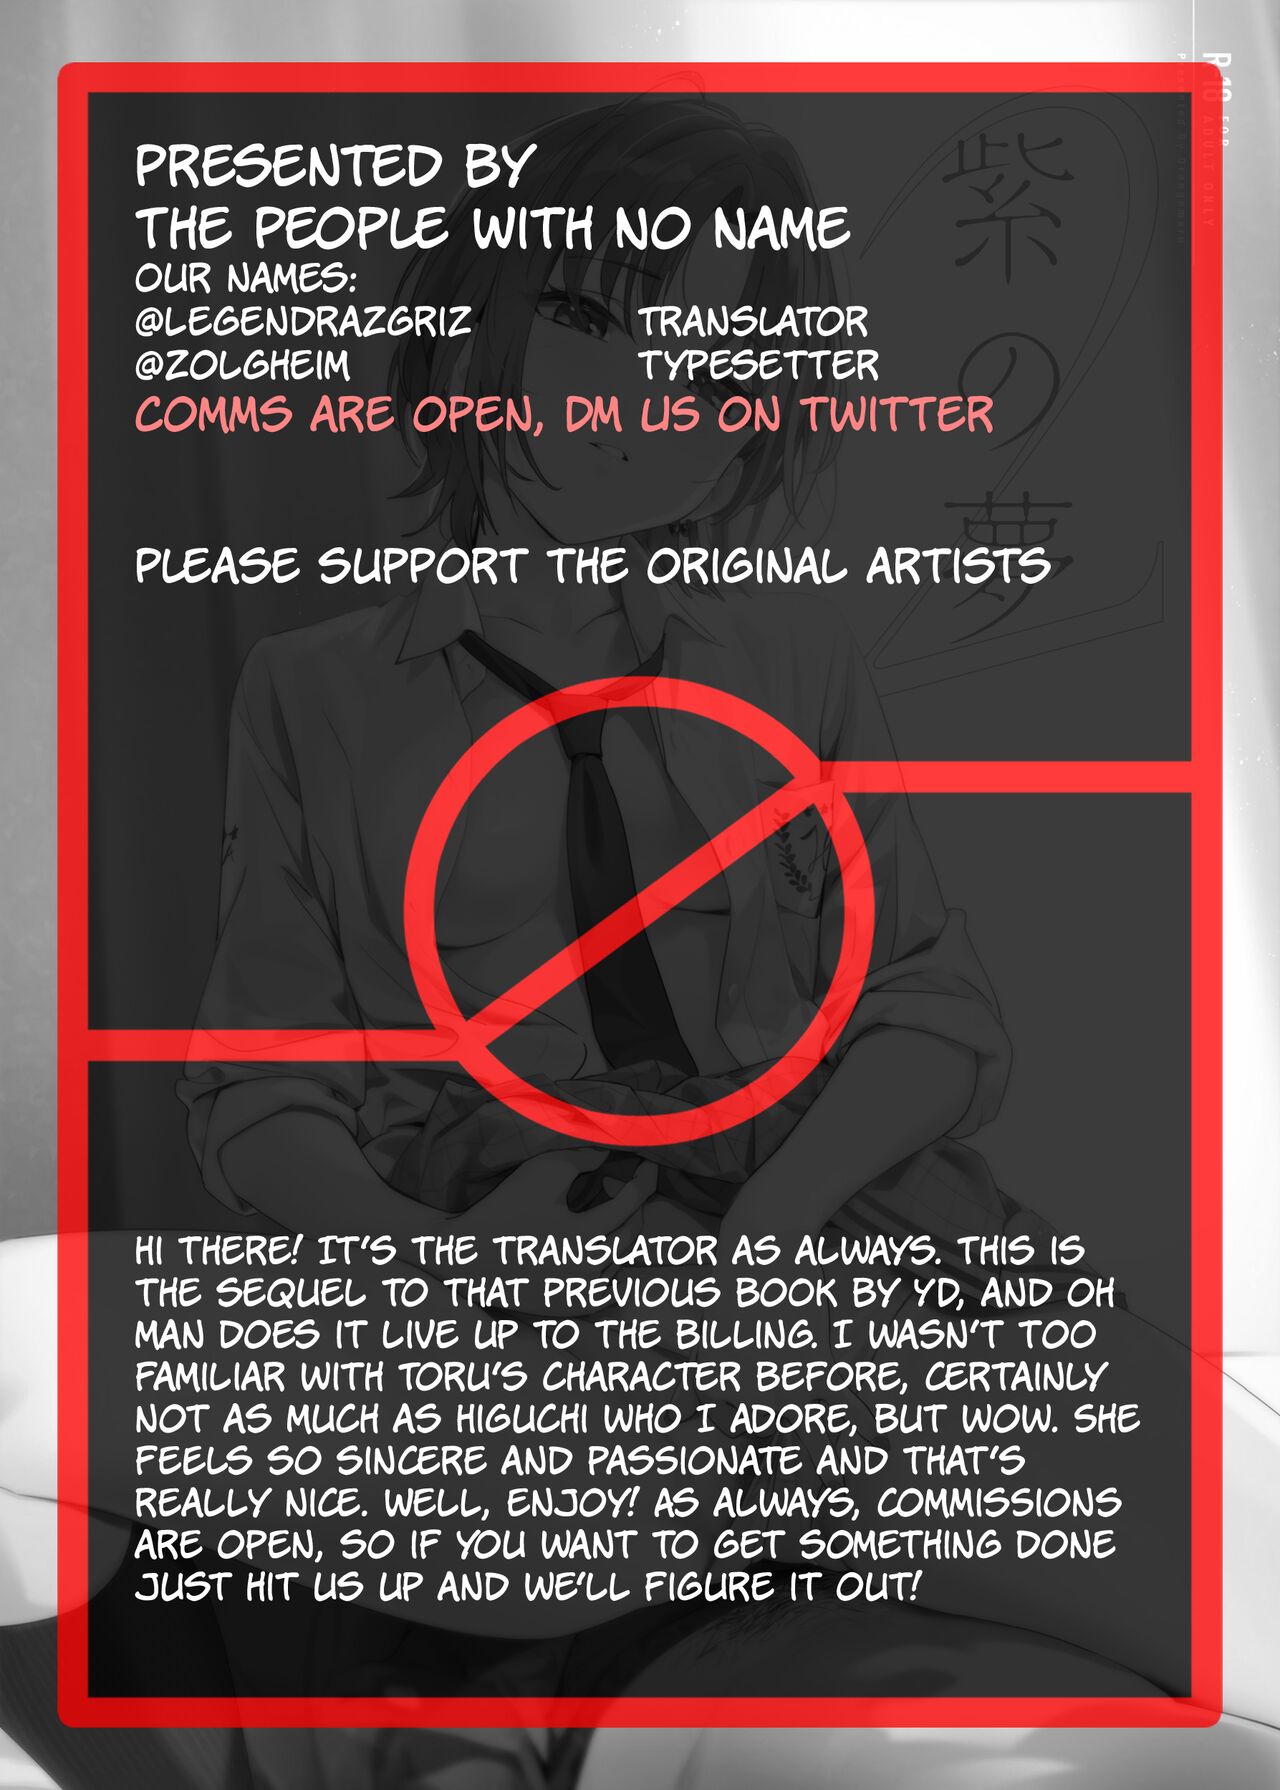 R-18 FOR ADULT ONLY
紫の夢2
PRESENTED BY
THE PEOPLE WITH NO NAME
OUR NAMES:
@LEGENDRAZGRIZ TRANSLATOR
@ZOLGHEIM TYPESETTER
COMMS ARE OPEN, DM US ON TWITTER
PLEASE SUPPORT THE ORIGINAL ARTISTS
HI THERE! IT'S THE TRANSLATOR AS ALWAYS. THIS IS
THE SEQUEL TO THAT PREVIOUS BOOK BY YD, AND OH
MAN DOES IT LIVE UP TO THE BILLING. I WASN'T TOO
FAMILIAR WITH TORU'S CHARACTER BEFORE, CERTAINLY
NOT AS MUCH AS HIGUCHI WHO I ADORE, BUT WOW. SHE
FEELS SO SINCERE AND PASSIONATE AND THAT'S
REALLY NICE. WELL, ENJOY! AS ALWAYS, COMMISSIONS
ARE OPEN, SO IF YOU WANT TO GET SOMETHING DONE
JUST HIT US UP AND WE'LL FIGURE IT OUT!